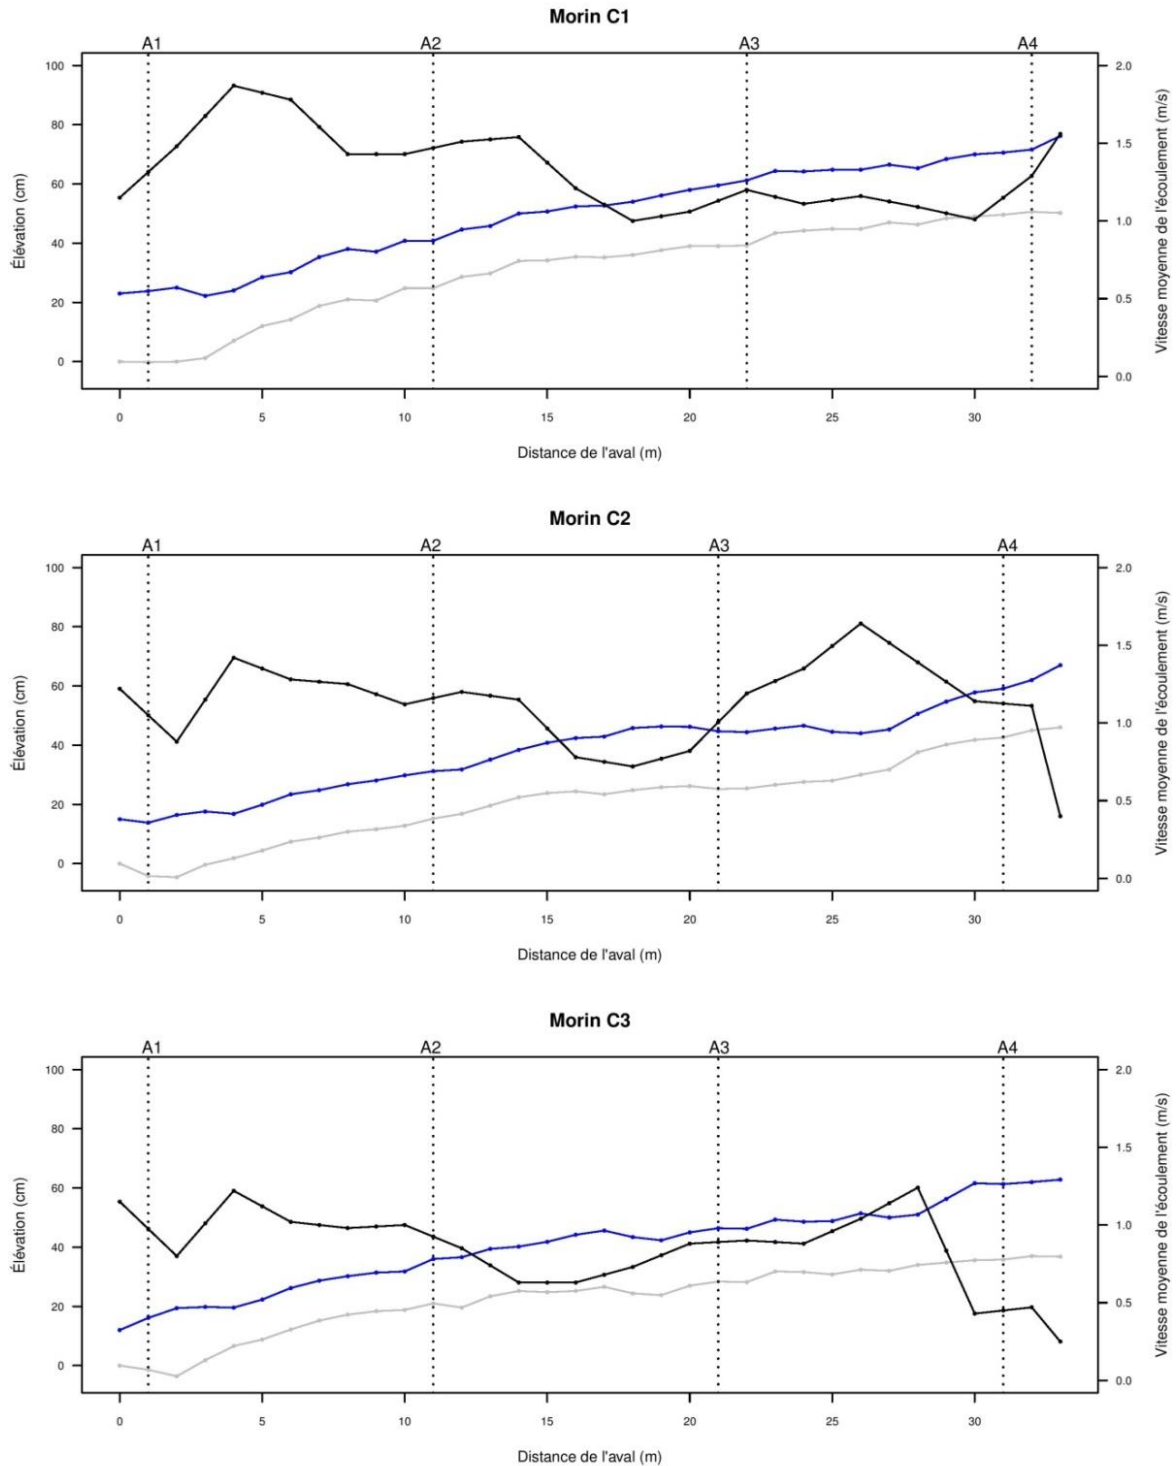 Morin C1
A1 A2 A3 A4
100 2.0
80
1.5
60
1.0
40
0.5
20
0
0.0
Élévation (cm)
Vitesse moyenne de l'écoulement (m/s)
0 5 10 15 20 25 30
Distance de l'aval (m)
Morin C2
A1 A2 A3 A4
100 2.0
80
1.5
60
1.0
40
0.5
20
0
0.0
Élévation (cm)
Vitesse moyenne de l'écoulement (m/s)
0 5 10 15 20 25 30
Distance de l'aval (m)
Morin C3
A1 A2 A3 A4
100 2.0
80
1.5
60
1.0
40
0.5
20
0
0.0
Élévation (cm)
Vitesse moyenne de l'écoulement (m/s)
0 5 10 15 20 25 30
Distance de l'aval (m)